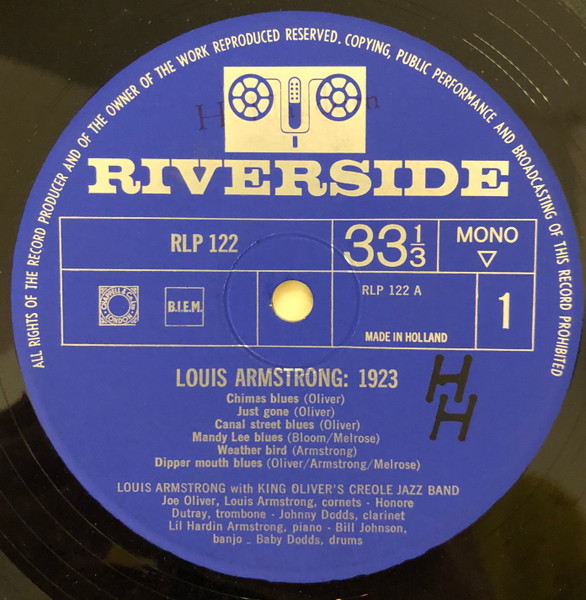 ALL RIGHTS OF THE RECORD PRODUCER AND OF THE OWNER OF THE WORK REPRODUCED RESERVED. COPYING, PUBLIC PERFORMANCE AND BROADCASTING OF THIS RECORD PROHIBITED
RIVERSIDE
RLP 122
33 1/3
MONO
B.I.E.M.
RLP 122 A
MADE IN HOLLAND
1
LOUIS ARMSTRONG: 1923
Chimas blues (Oliver)
Just gone (Oliver)
Canal street blues (Oliver)
Mandy Lee blues (Bloom/Melrose)
Weather bird (Armstrong)
Dipper mouth blues (Oliver/Armstrong/Melrose)
HH
LOUIS ARMSTRONG with KING OLIVER'S CREOLE JAZZ BAND
Joe Oliver, Louis Armstrong, cornets - Honore
Dutray, trombone - Johnny Dodds, clarinet
Lil Hardin Armstrong, piano - Bill Johnson,
banjo - Baby Dodds, drums